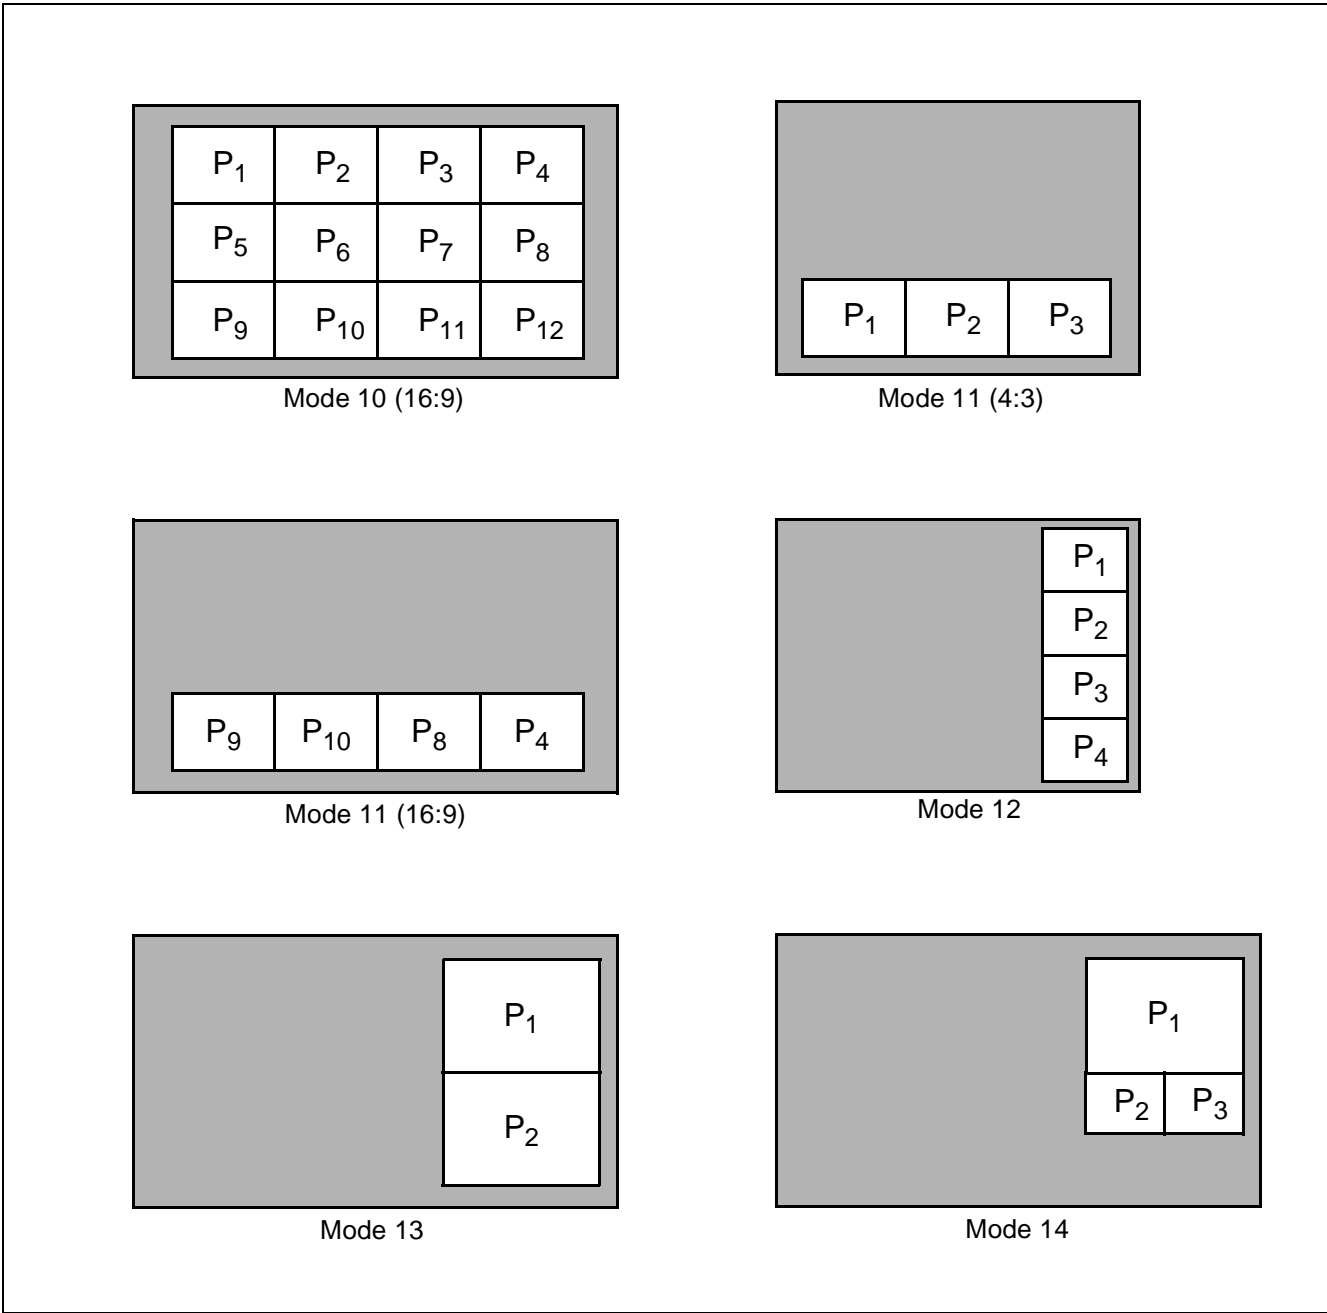 P1 P2 P3 P4
P5 P6 P7 P8
P9 P10 P11 P12
Mode 10 (16:9)
P1 P2 P3
Mode 11 (4:3)
P9 P10 P8 P4
Mode 11 (16:9)
P1
P2
P3
P4
Mode 12
P1
P2
Mode 13
P1
P2 P3
Mode 14